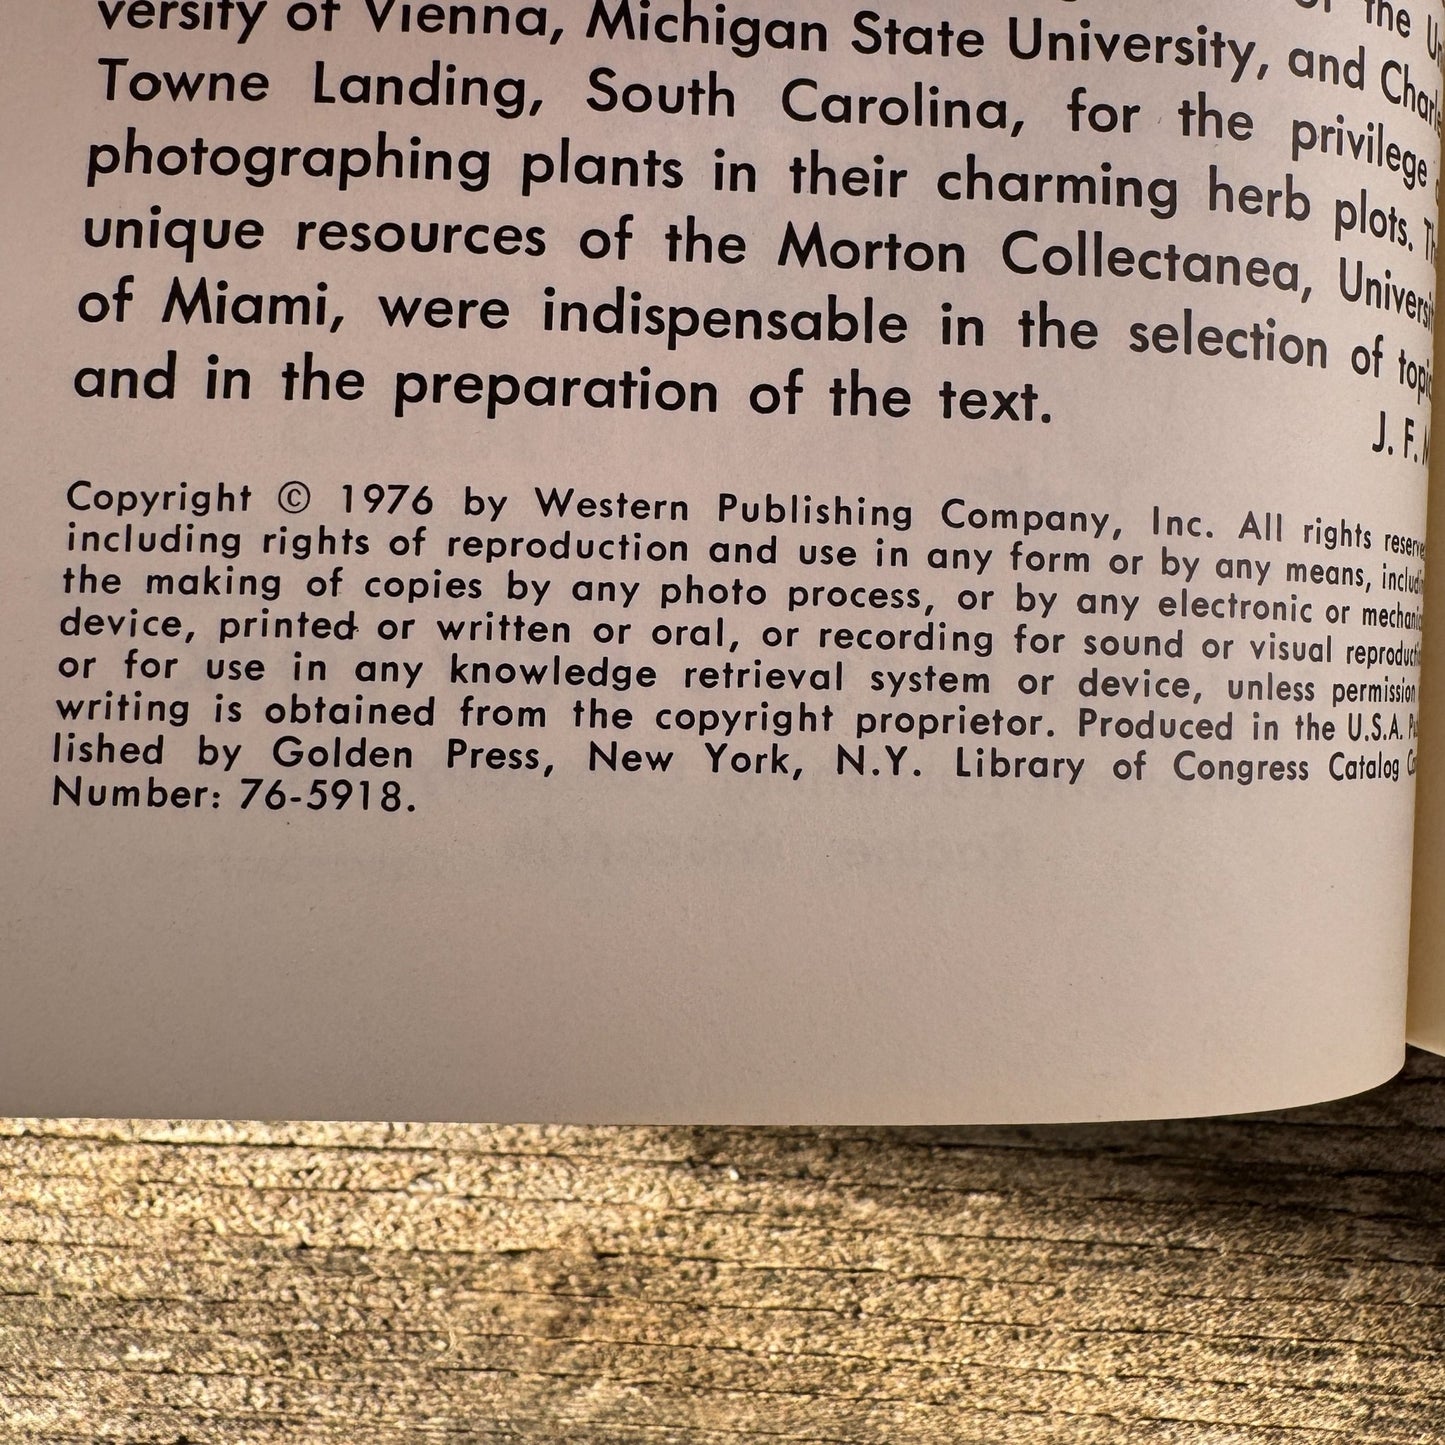 versity of Vienna, Michigan State University, and
Towne Landing, South Carolina, for the privilege
photographing plants in their charming herb plots.
unique resources of the Morton Collectanea,
of Miami, were indispensable in the selection of
and in the preparation of the text.
J. F.
Copyright © 1976 by Western Publishing Company, Inc. All rights
including rights of reproduction and use in any form or by any means,
the making of copies by any photo process, or by any electronic or
device, printed or written or oral, or recording for sound or visual
or for use in any knowledge retrieval system or device, unless permission
writing is obtained from the copyright proprietor. Produced in the U.S.A.
lished by Golden Press, New York, N.Y. Library of Congress Catalog
Number: 76-5918.